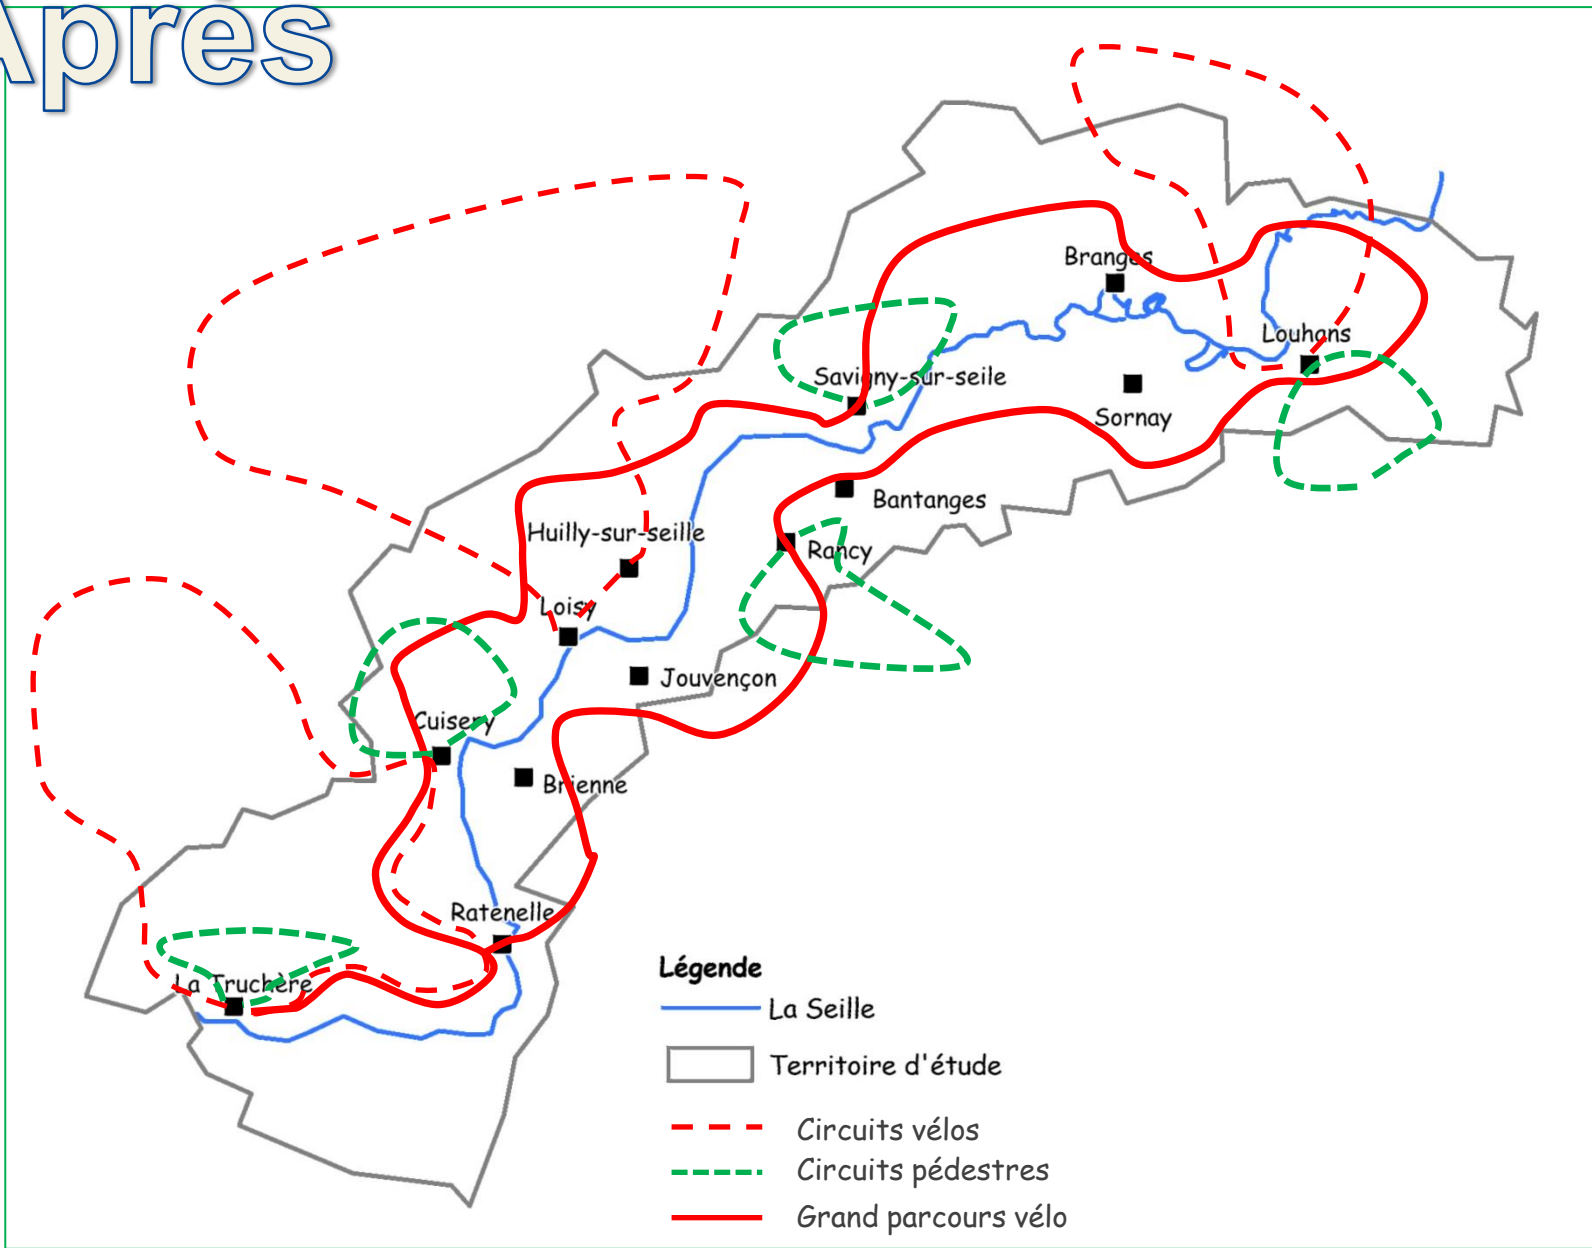 Après
Branges
Louhans
Savigny-sur-seile
Sornay
Bantanges
Huilly-sur-seille
Rancy
Loisy
Jouvençon
Cuisery
Brienne
Ratenelle
La Truchère
Légende
La Seille
Territoire d'étude
Circuits vélos
Circuits pédestres
Grand parcours vélo